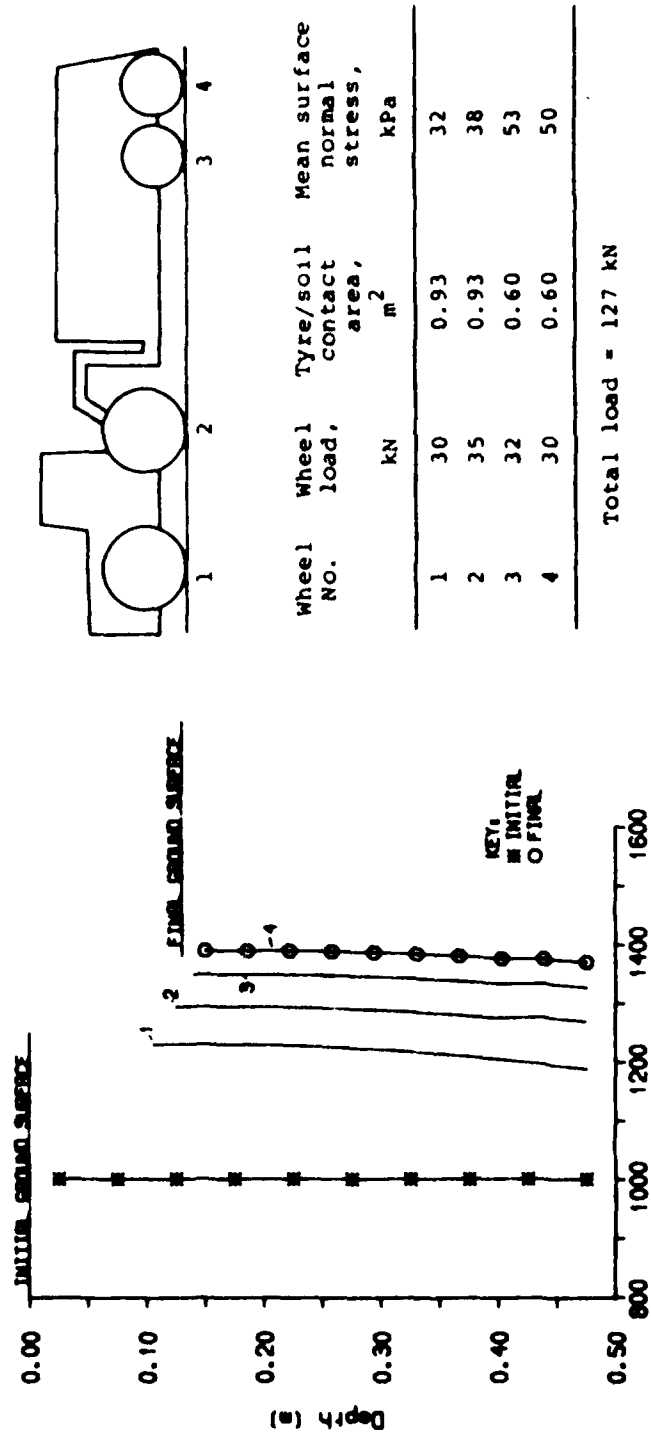 INITIAL GROUND SURFACE
FINAL GROUND SURFACE
0.00
0.10
0.20
0.30
0.40
0.50
Depth (m)
1
2
3
4
KEY:
INITIAL
FINAL
800 1000 1200 1400 1600
1 2 3 4
Wheel No. Wheel load, kN Tyre/soil contact area, m² Mean surface normal stress, kPa
1 30 0.93 32
2 35 0.93 38
3 32 0.60 53
4 30 0.60 50
Total load = 127 kN